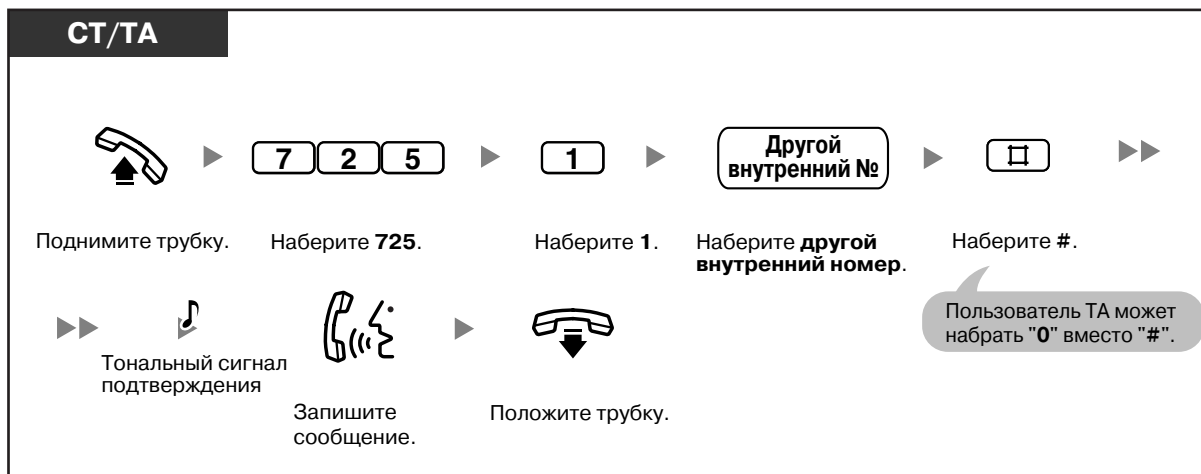 СТ/ТА
7 2 5
1
Другой
внутренний №
#
Поднимите трубку.
Наберите 725.
Наберите 1.
Наберите другой
внутренний номер.
Наберите #.
Пользователь ТА может
набрать "0" вместо "#".
Тональный сигнал
подтверждения
Запишите
сообщение.
Положите трубку.